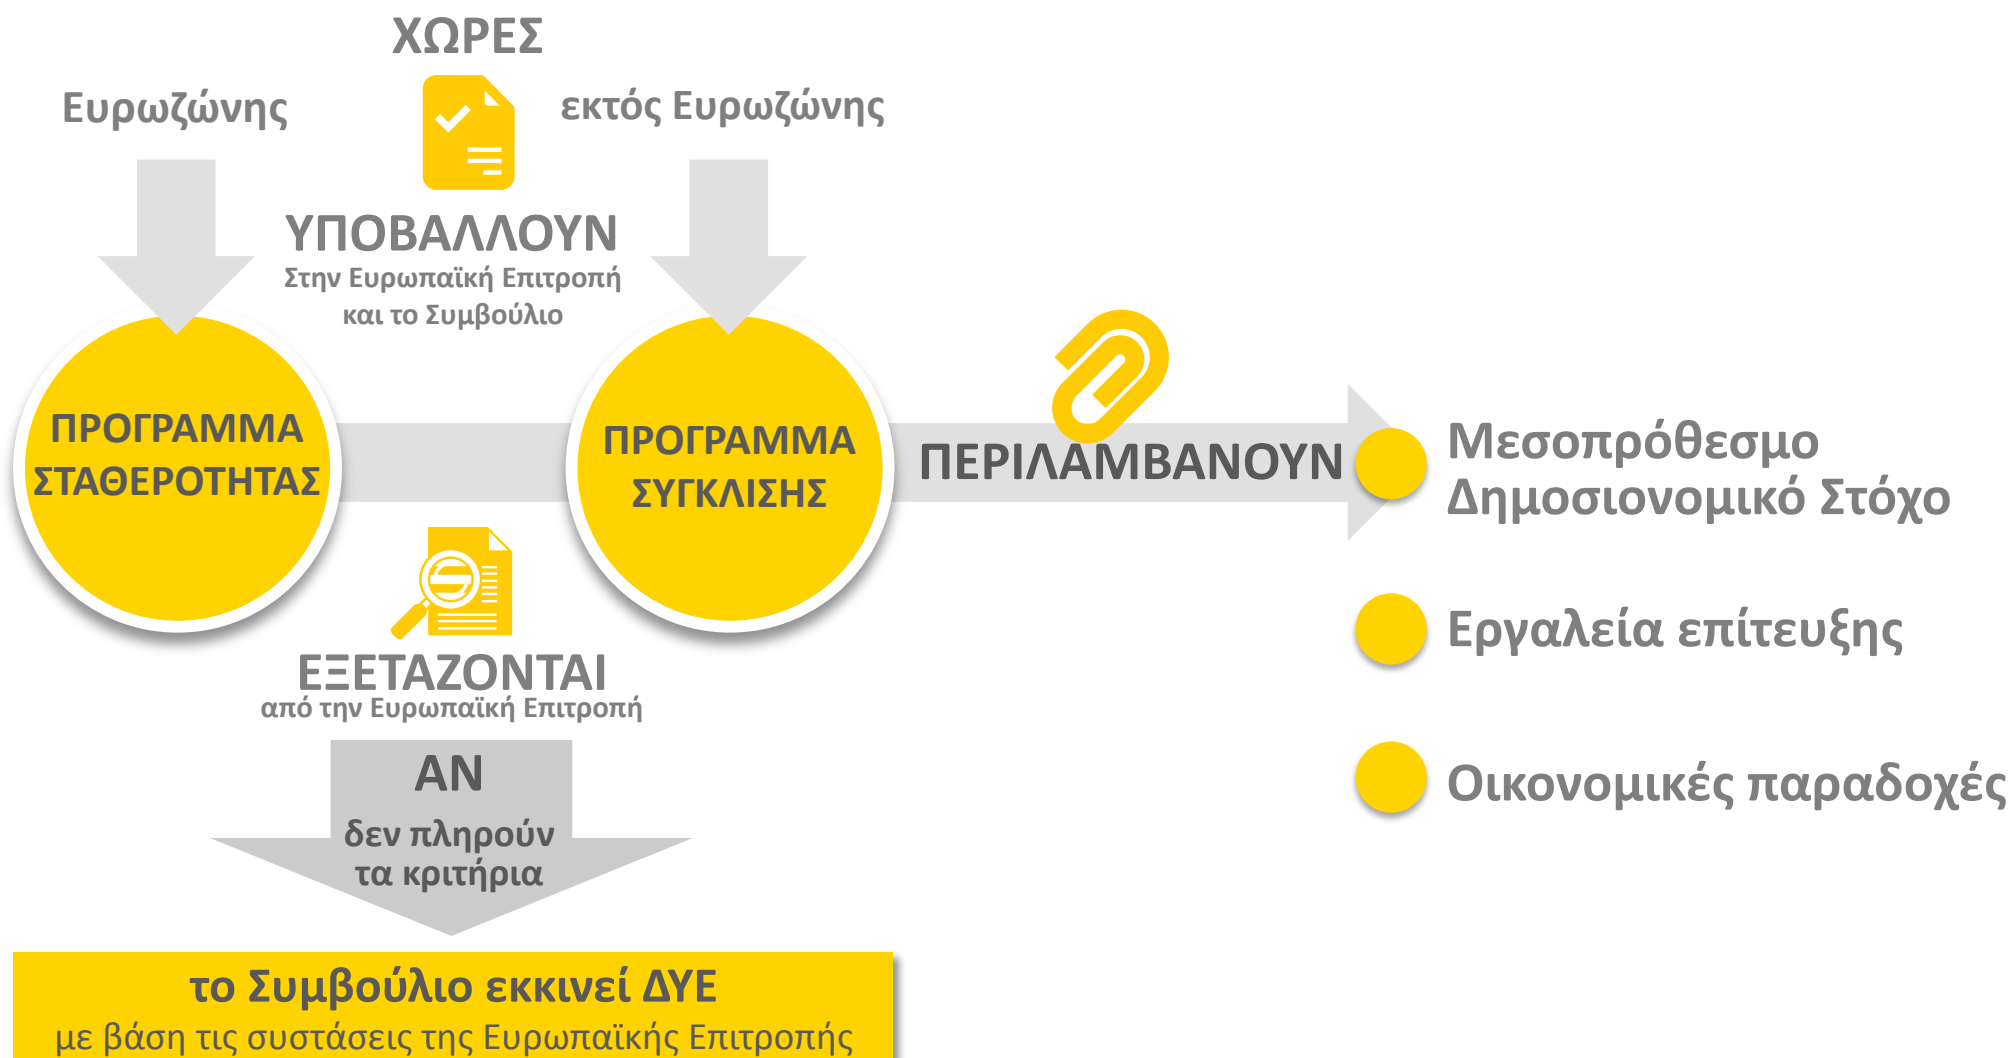 ΧΩΡΕΣ
Ευρωζώνης
εκτός Ευρωζώνης
ΥΠΟΒΑΛΛΟΥΝ
Στην Ευρωπαϊκή Επιτροπή
και το Συμβούλιο
ΠΡΟΓΡΑΜΜΑ
ΣΤΑΘΕΡΟΤΗΤΑΣ
ΠΡΟΓΡΑΜΜΑ
ΣΥΓΚΛΙΣΗΣ
ΠΕΡΙΛΑΜΒΑΝΟΥΝ
Μεσοπρόθεσμο
Δημοσιονομικό Στόχο
Εργαλεία επίτευξης
Οικονομικές παραδοχές
ΕΞΕΤΑΖΟΝΤΑΙ
από την Ευρωπαϊκή Επιτροπή
ΑΝ
δεν πληρούν
τα κριτήρια
το Συμβούλιο εκκινεί ΔΥΕ
με βάση τις συστάσεις της Ευρωπαϊκής Επιτροπής